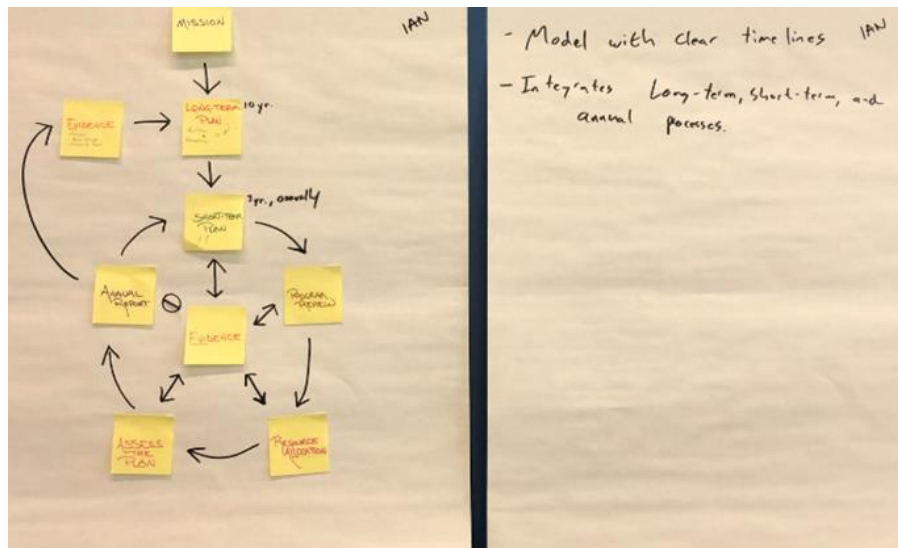 MISSION
IAN
EVIDENCE
LONG-TERM
PLAN
10 yr.
SHORT-TERM
PLAN
3 yr., annually
ANNUAL
REPORT
PROGRAM
REVIEW
EVIDENCE
ASSESS
THE
PLAN
RESOURCE
ALLOCATION
- Model with clear timelines
IAN
- Integrates Long-term, short-term, and
annual pocesses.